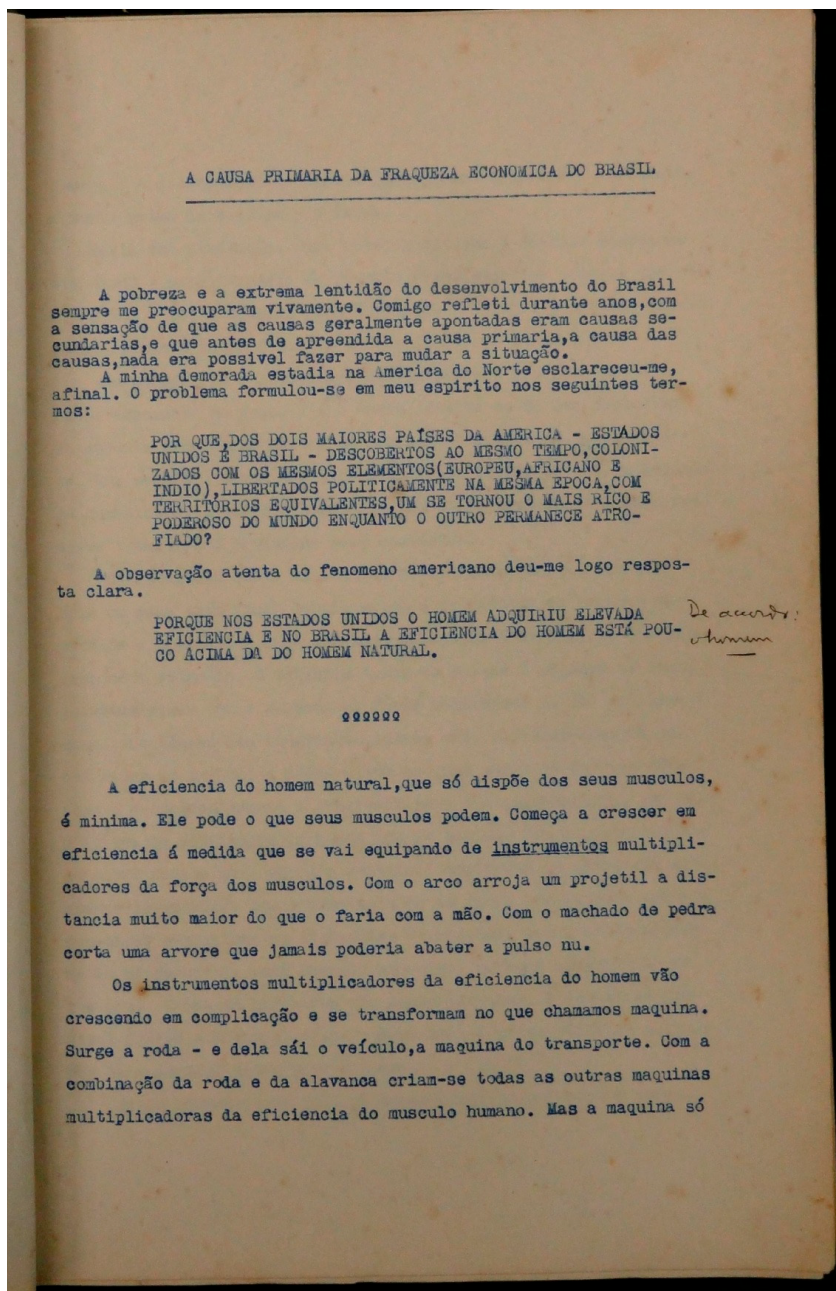 A CAUSA PRIMARIA DA FRAQUEZA ECONOMICA DO BRASIL
A pobreza e a extrema lentidão do desenvolvimento do Brasil
sempre me preocuparam vivamente. Comigo refleti durante anos,com
a sensação de que as causas geralmente apontadas eram causas se-
cundarias,e que antes de apreendida a causa primaria,a causa das
causas,nada era possivel fazer para mudar a situação.
A minha demorada estadia na America do Norte esclareceu-me,
afinal. O problema formulou-se em meu espirito nos seguintes ter-
mos:
POR QUE,DOS DOIS MAIORES PAÍSES DA AMERICA - ESTADOS
UNIDOS E BRASIL - DESCOBERTOS AO MESMO TEMPO,COLONI-
ZADOS COM OS MESMOS ELEMENTOS(EUROPEU,AFRICANO E
INDIO),LIBERTADOS POLITICAMENTE NA MESMA EPOCA,COM
TERRITÓRIOS EQUIVALENTES,UM SE TORNOU O MAIS RICO E
PODEROSO DO MUNDO ENQUANTO O OUTRO PERMANECE ATRO-
FIADO?
A observação atenta do fenomeno americano deu-me logo respos-
ta clara.
PORQUE NOS ESTADOS UNIDOS O HOMEM ADQUIRIU ELEVADA
EFICIENCIA E NO BRASIL A EFICIENCIA DO HOMEM ESTÁ POU-
CO ACIMA DA DO HOMEM NATURAL.
De accordo:
o homem
ooooooo
A eficiencia do homem natural,que só dispõe dos seus musculos,
é minima. Ele pode o que seus musculos podem. Começa a crescer em
eficiencia á medida que se vai equipando de instrumentos multipli-
cadores da força dos musculos. Com o arco arroja um projetil a dis-
tancia muito maior do que o faria com a mão. Com o machado de pedra
corta uma arvore que jamais poderia abater a pulso nu.
Os instrumentos multiplicadores da eficiencia do homem vão
crescendo em complicação e se transformam no que chamamos maquina.
Surge a roda - e dela sái o veículo,a maquina do transporte. Com a
combinação da roda e da alavanca criam-se todas as outras maquinas
multiplicadoras da eficiencia do musculo humano. Mas a maquina só